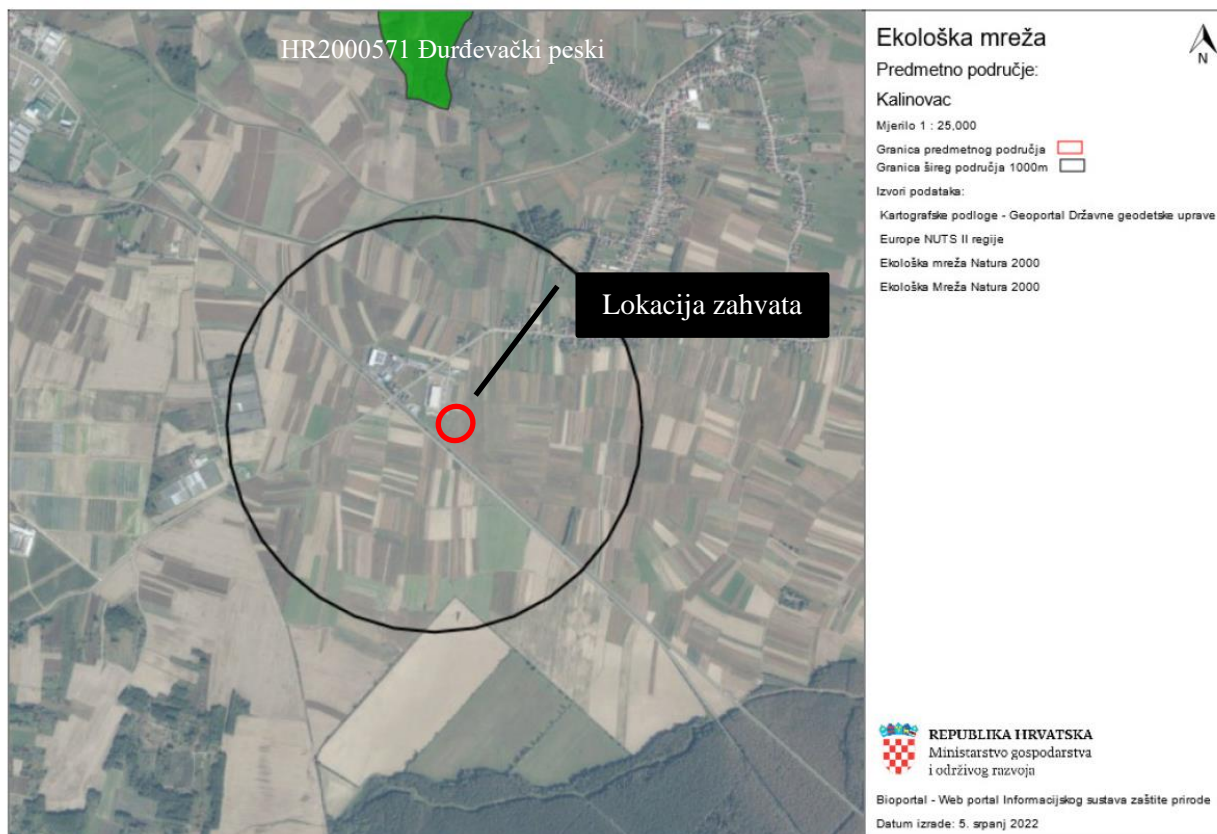 HR2000571 Đurđevački peski
Lokacija zahvata
Ekološka mreža
N
Predmetno područje:
Kalinovac
Mjerilo 1 : 25,000
Granica predmetnog područja
Granica šireg područja 1000m
Izvori podataka:
Kartografske podloge - Geoportal Državne geodetske uprave
Europe NUTS II regije
Ekološka mreža Natura 2000
Ekološka Mreža Natura 2000
REPUBLIKA HRVATSKA
Ministarstvo gospodarstva
i održivog razvoja
Bioportal - Web portal Informacijskog sustava zaštite prirode
Datum izrade: 5. srpanj 2022